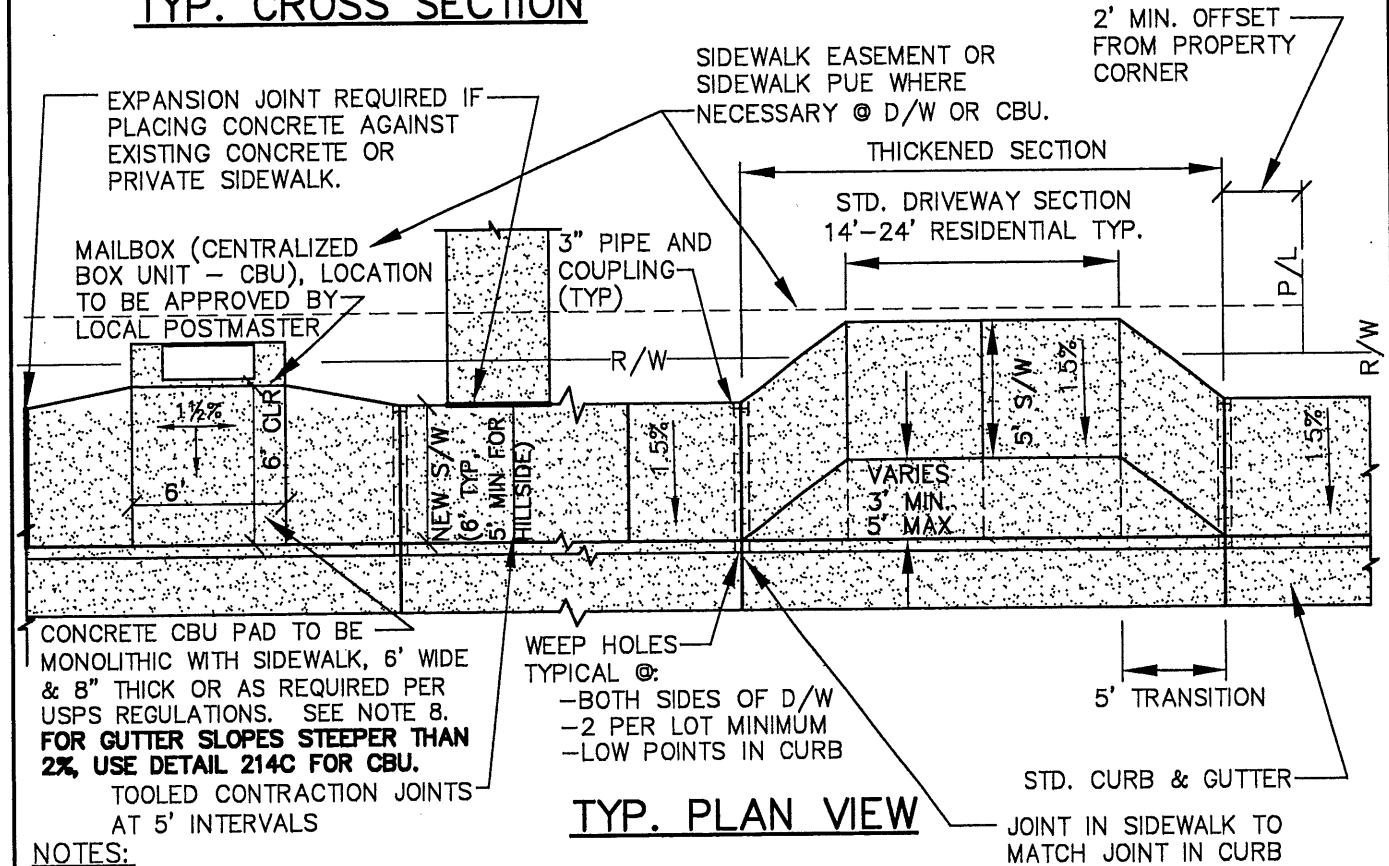 TYP. CROSS SECTION
2' MIN. OFFSET
FROM PROPERTY
CORNER
SIDEWALK EASEMENT OR
SIDEWALK PUE WHERE
NECESSARY @ D/W OR CBU.
EXPANSION JOINT REQUIRED IF
PLACING CONCRETE AGAINST
EXISTING CONCRETE OR
PRIVATE SIDEWALK.
THICKENED SECTION
STD. DRIVEWAY SECTION
14'-24' RESIDENTIAL TYP.
MAILBOX (CENTRALIZED
BOX UNIT - CBU), LOCATION
TO BE APPROVED BY
LOCAL POSTMASTER
3" PIPE AND
COUPLING
(TYP)
P/L
R/W
R/W
1½%
6" CLR
6'
NEW S/W
(6' TYP,
5' MIN FOR
HILLSIDE)
1.5%
5' S/W
1.5%
VARIES
3' MIN.
5' MAX
1.5%
CONCRETE CBU PAD TO BE
MONOLITHIC WITH SIDEWALK, 6' WIDE
& 8" THICK OR AS REQUIRED PER
USPS REGULATIONS. SEE NOTE 8.
FOR GUTTER SLOPES STEEPER THAN
2%, USE DETAIL 214C FOR CBU.
TOOLED CONTRACTION JOINTS
AT 5' INTERVALS
WEEP HOLES
TYPICAL @:
-BOTH SIDES OF D/W
-2 PER LOT MINIMUM
-LOW POINTS IN CURB
5' TRANSITION
STD. CURB & GUTTER
TYP. PLAN VIEW
JOINT IN SIDEWALK TO
MATCH JOINT IN CURB
NOTES: